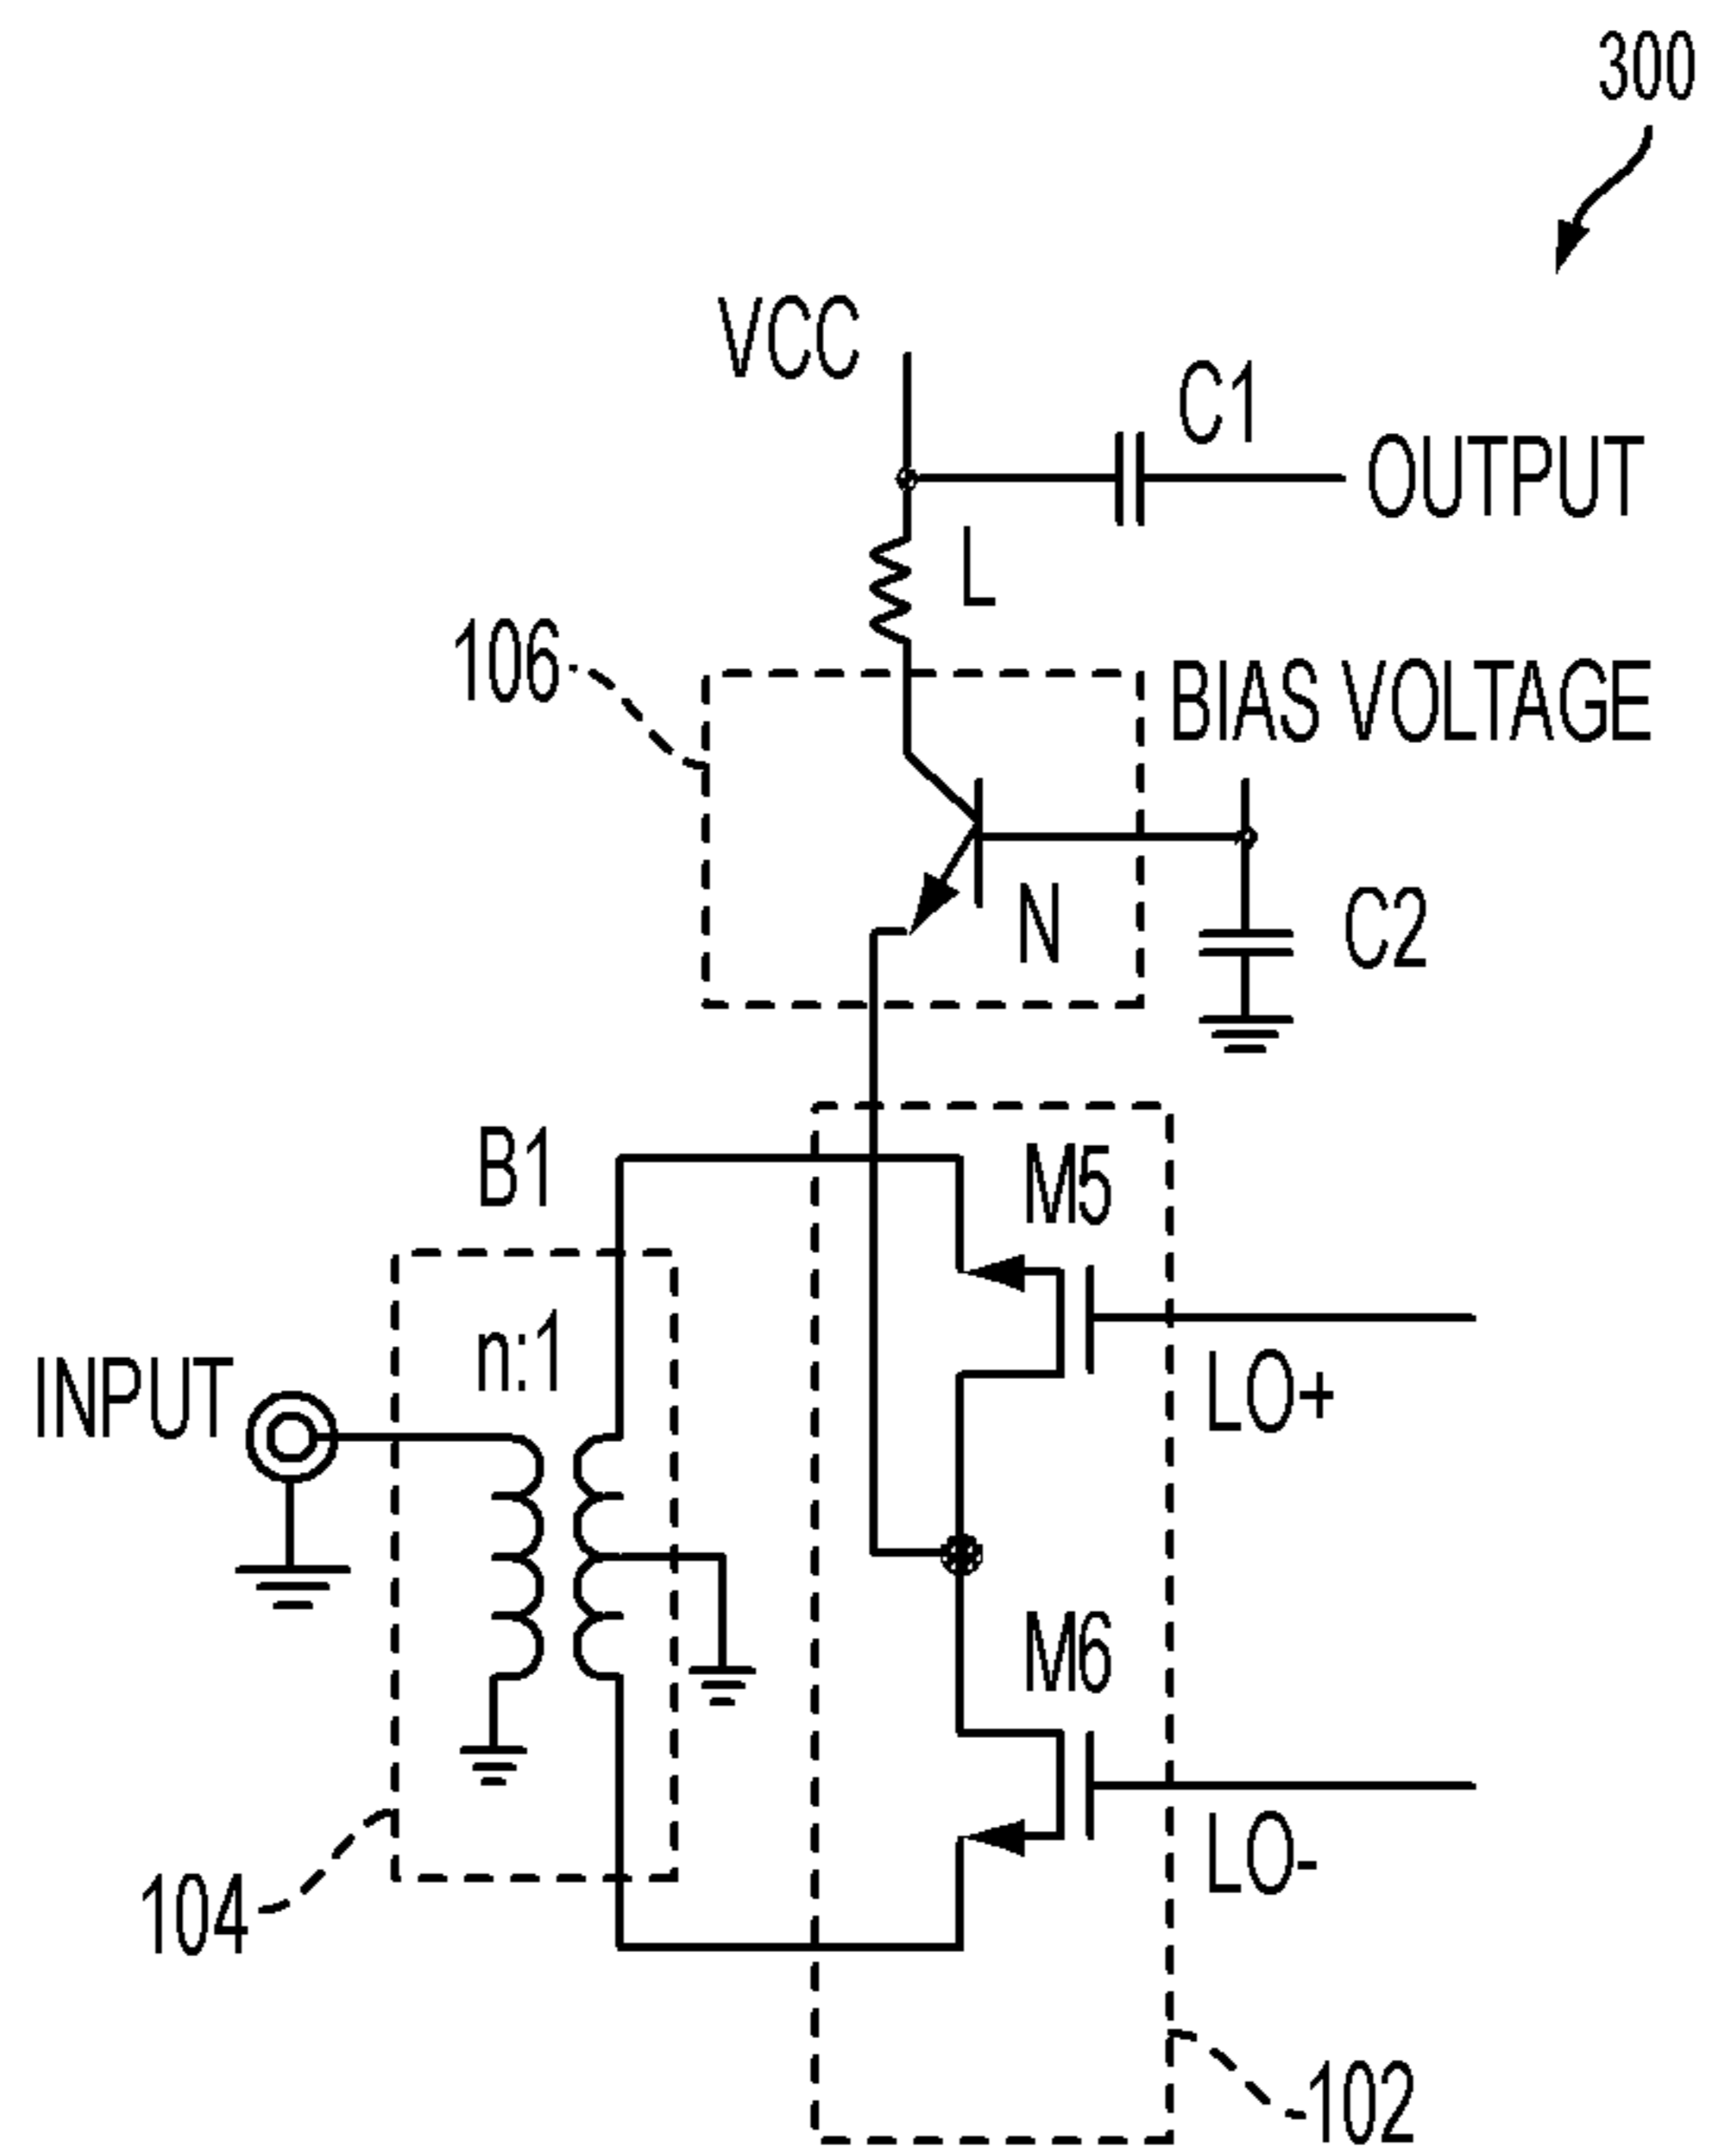 300
VCC
C1
OUTPUT
L
106
BIAS VOLTAGE
N
C2
B1
M5
n:1
INPUT
LO+
M6
LO-
104
102